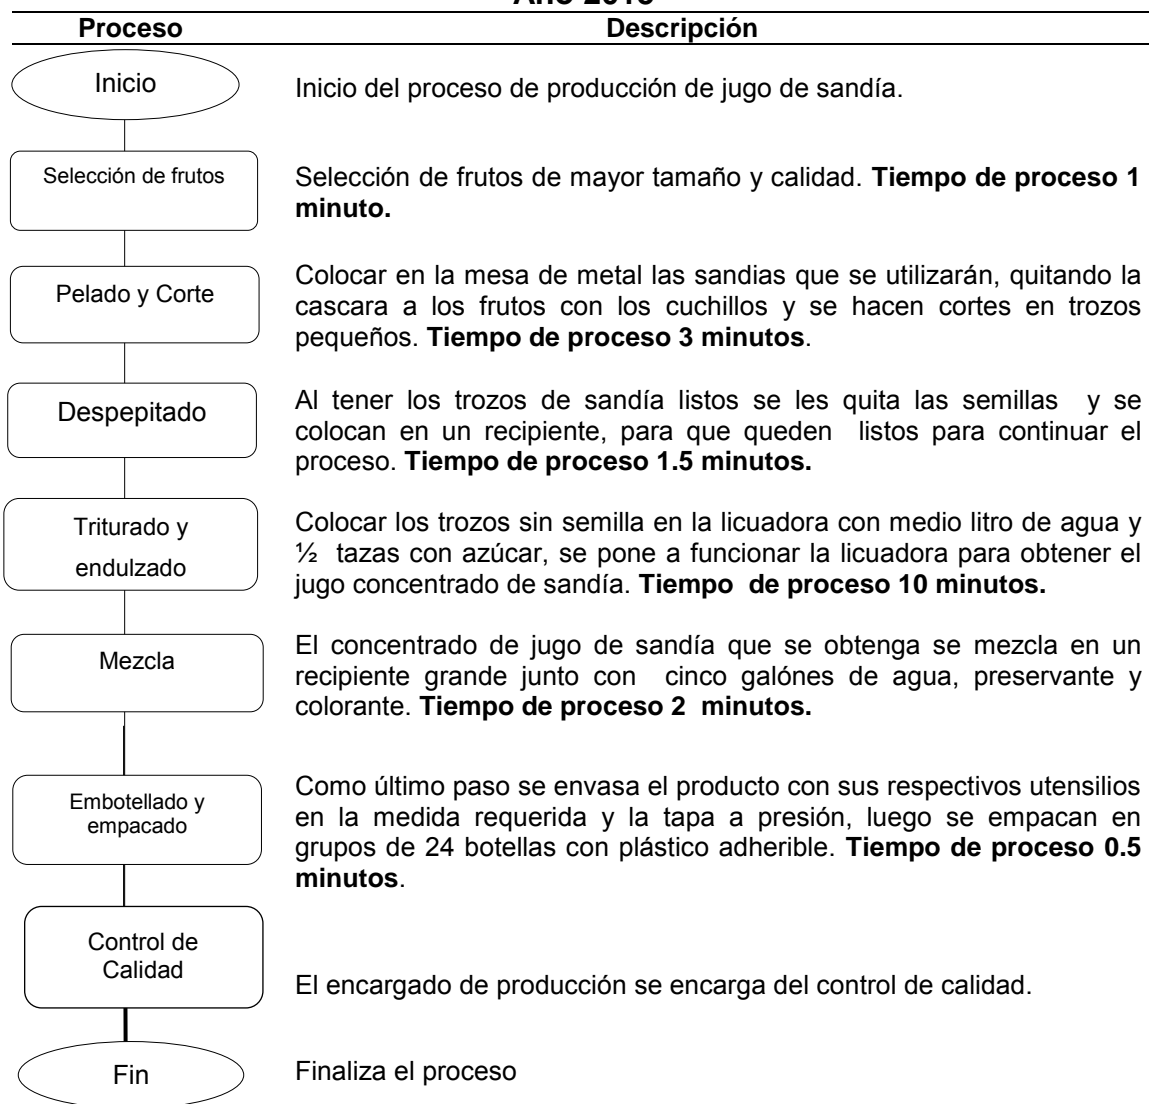 Año
Proceso Descripción
Inicio
Inicio del proceso de producción de jugo de sandía.
Selección de frutos
Selección de frutos de mayor tamaño y calidad. Tiempo de proceso 1
minuto.
Pelado y Corte
Colocar en la mesa de metal las sandias que se utilizarán, quitando la
cascara a los frutos con los cuchillos y se hacen cortes en trozos
pequeños. Tiempo de proceso 3 minutos.
Despepitado
Al tener los trozos de sandía listos se les quita las semillas y se
colocan en un recipiente, para que queden listos para continuar el
proceso. Tiempo de proceso 1.5 minutos.
Triturado y
endulzado
Colocar los trozos sin semilla en la licuadora con medio litro de agua y
½ tazas con azúcar, se pone a funcionar la licuadora para obtener el
jugo concentrado de sandía. Tiempo de proceso 10 minutos.
Mezcla
El concentrado de jugo de sandía que se obtenga se mezcla en un
recipiente grande junto con cinco galónes de agua, preservante y
colorante. Tiempo de proceso 2 minutos.
Embotellado y
empacado
Como último paso se envasa el producto con sus respectivos utensilios
en la medida requerida y la tapa a presión, luego se empacan en
grupos de 24 botellas con plástico adherible. Tiempo de proceso 0.5
minutos.
Control de
Calidad
El encargado de producción se encarga del control de calidad.
Fin
Finaliza el proceso